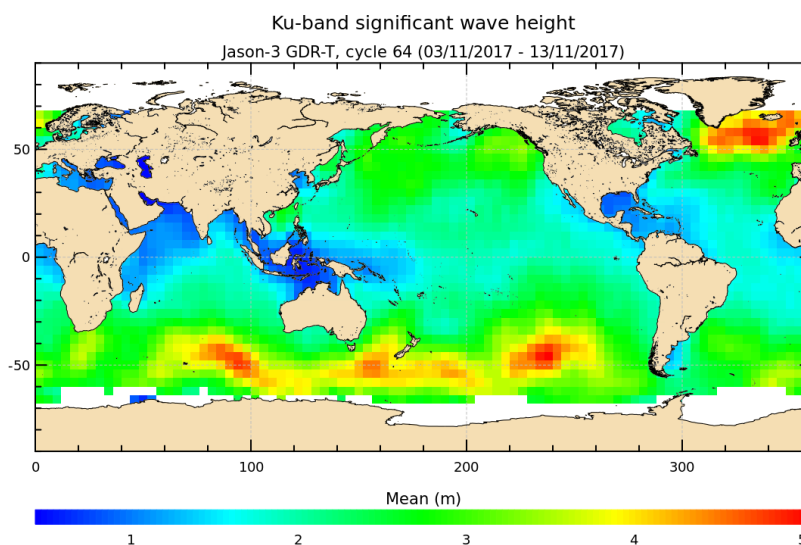 Ku-band significant wave height
Jason-3 GDR-T, cycle 64 (03/11/2017 - 13/11/2017)
50
0
-50
0 100 200 300
Mean (m)
1 2 3 4 5